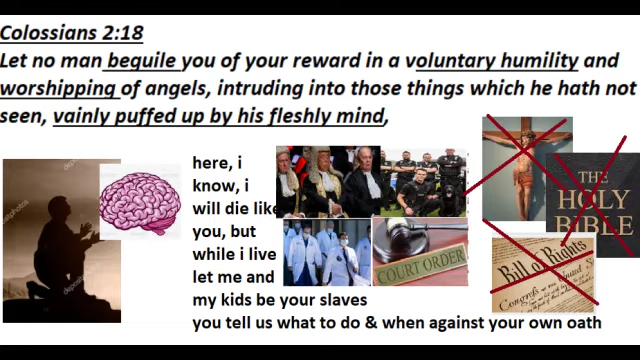 Colossians 2:18
Let no man beguile you of your reward in a voluntary humility and
worshipping of angels, intruding into those things which he hath not
seen, vainly puffed up by his fleshly mind,
here, i
know, i
will die like
you, but
while i live
let me and
my kids be your slaves
you tell us what to do & when against your own oath
COURT ORDER
THE
HOLY
BIBLE
Bill of Rights
Congress
depositphotos